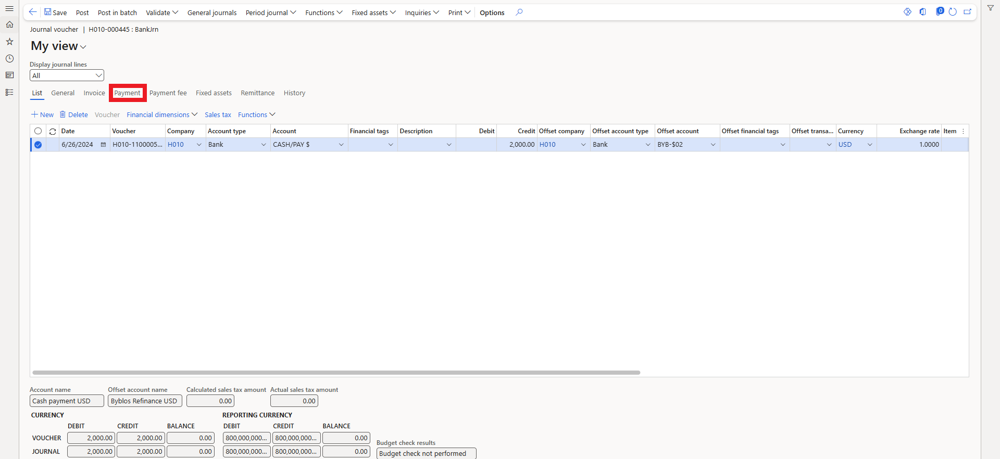 Save Post Post in batch Validate General journals Period journal Functions Fixed assets Inquiries Print Options 0
Journal voucher | H010-000445 : BankJrn
My view
Display journal lines
All
List General Invoice Payment Payment fee Fixed assets Remittance History
New Delete Voucher Financial dimensions Sales tax Functions
Date Voucher Company Account type Account Financial tags Description Debit Credit Offset company Offset account type Offset account Offset financial tags Offset transa... Currency Exchange rate Item
6/26/2024 H010-1100005... H010 Bank CASH/PAY $ 2,000.00 H010 Bank BYB-$02 USD 1.0000
Account name Offset account name Calculated sales tax amount Actual sales tax amount
Cash payment USD Byblos Refinance USD 0.00 0.00
CURRENCY REPORTING CURRENCY
DEBIT CREDIT BALANCE DEBIT CREDIT BALANCE
VOUCHER 2,000.00 2,000.00 0.00 800,000,000... 800,000,000... 0.00
Budget check results
JOURNAL 2,000.00 2,000.00 0.00 800,000,000... 800,000,000... 0.00
Budget check not performed